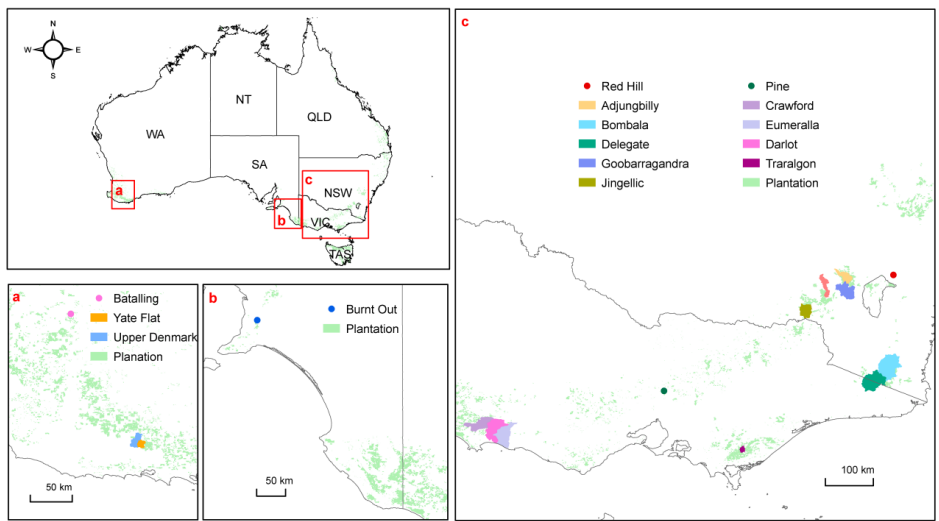 N
W E
S
NT
QLD
WA
SA
c
NSW
a
b
VIC
TAS
a
Batalling
Yate Flat
Upper Denmark
Planation
50 km
b
Burnt Out
Plantation
50 km
c
Red Hill
Adjungbilly
Bombala
Delegate
Goobarragandra
Jingellic
Pine
Crawford
Eumeralla
Darlot
Traralgon
Plantation
100 km